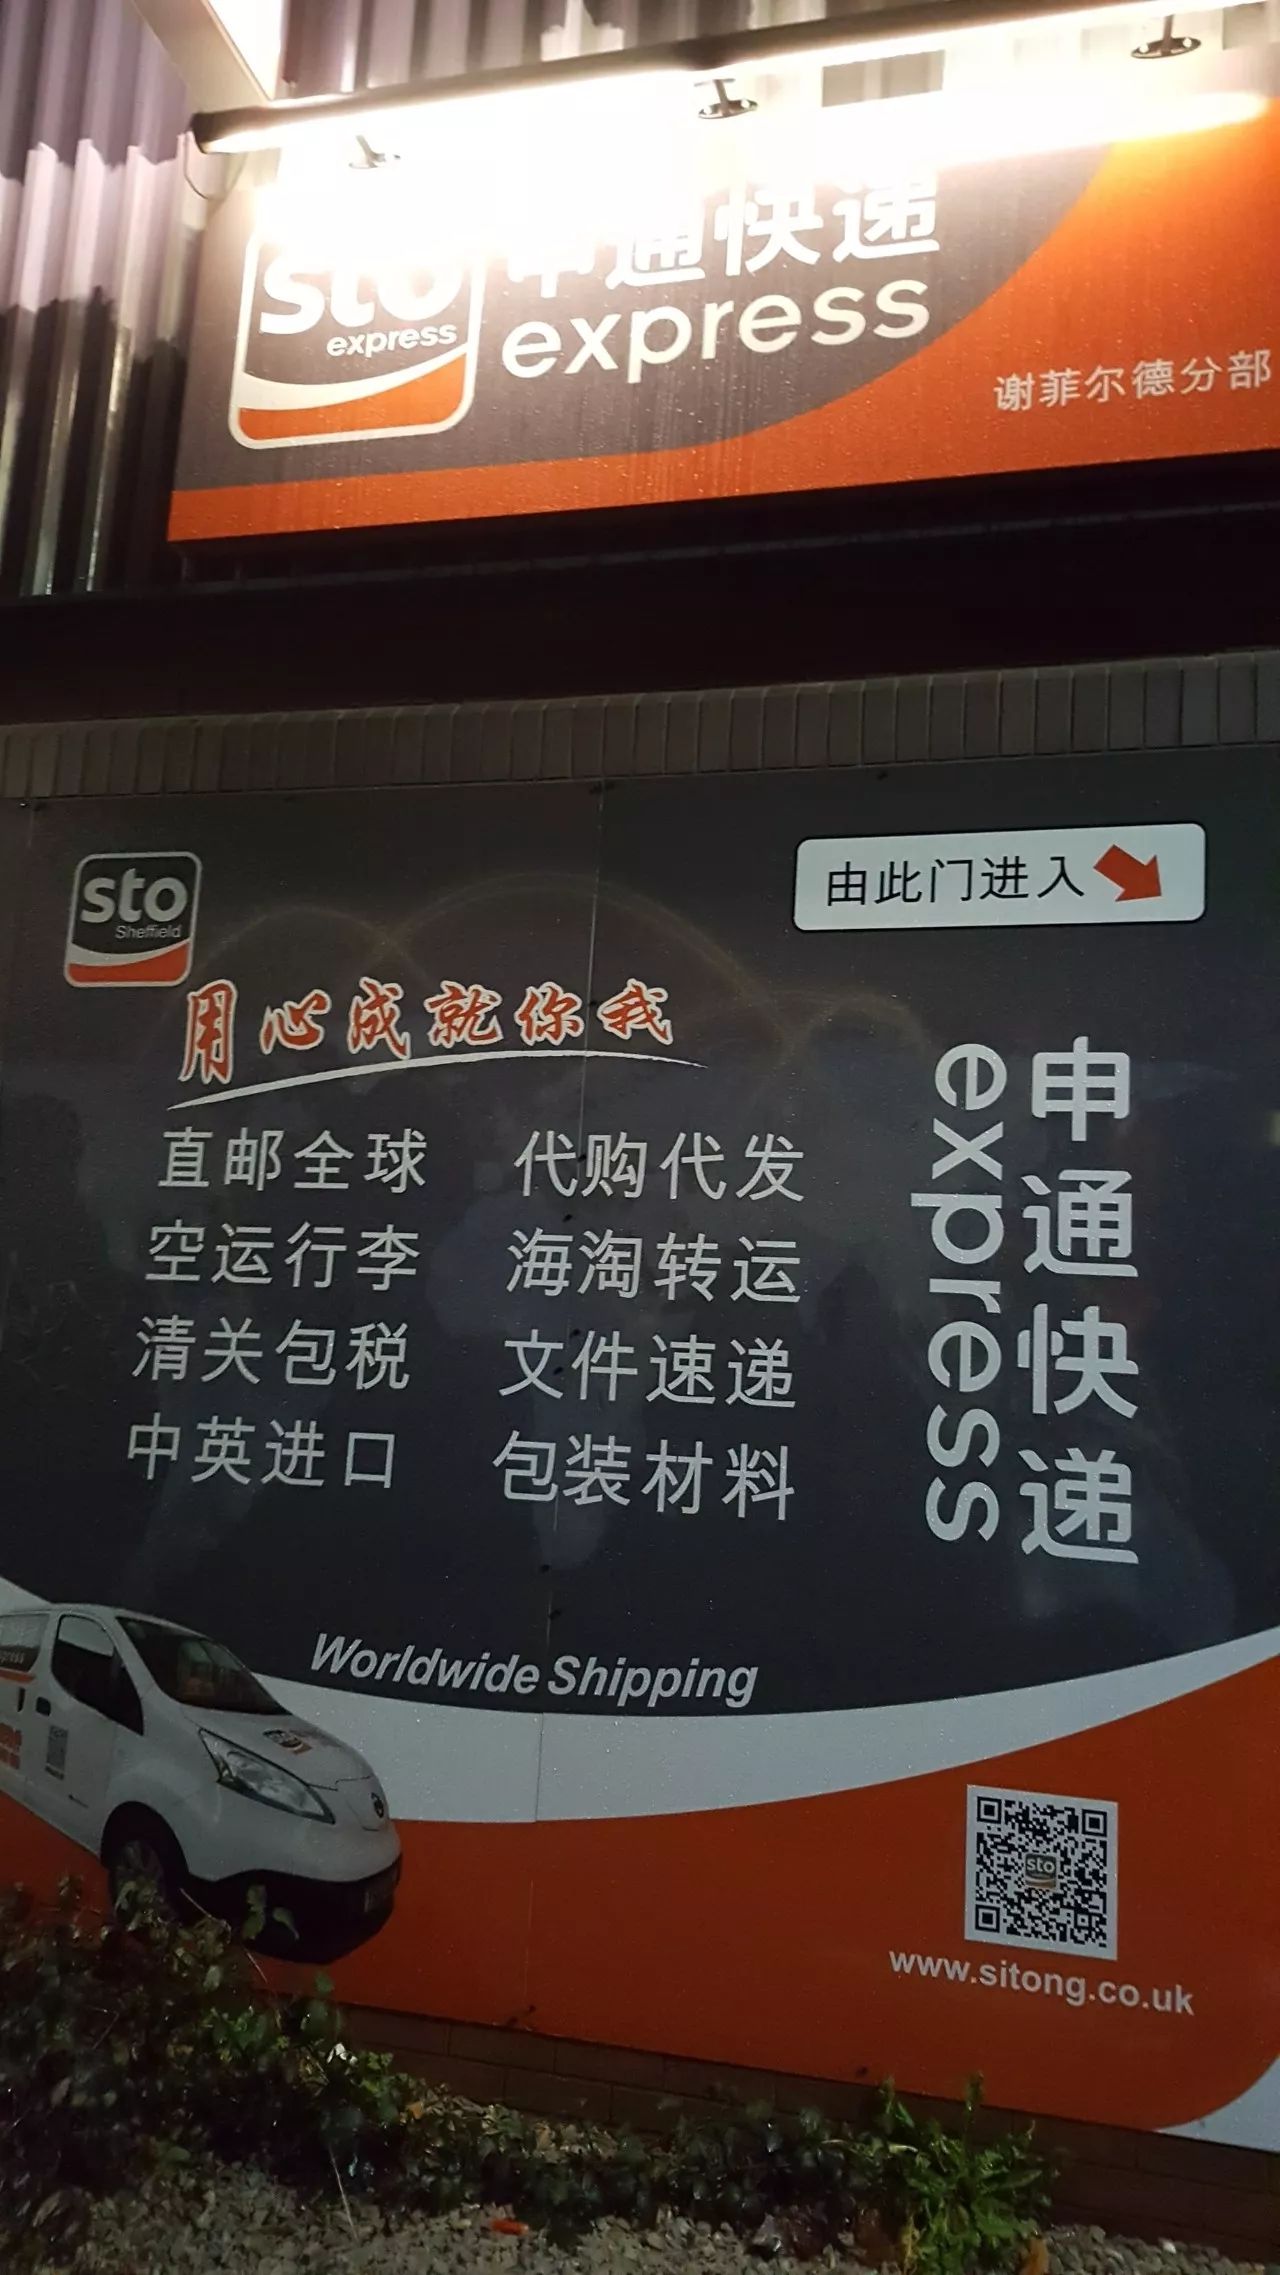 sto
express
申通快递
express
谢菲尔德分部
由此门进入
sto
Sheffield
用心成就你我
直邮全球 代购代发
空运行李 海淘转运
清关包税 文件速递
中英进口 包装材料
申通快递
express
Worldwide Shipping
sto
www.sitong.co.uk